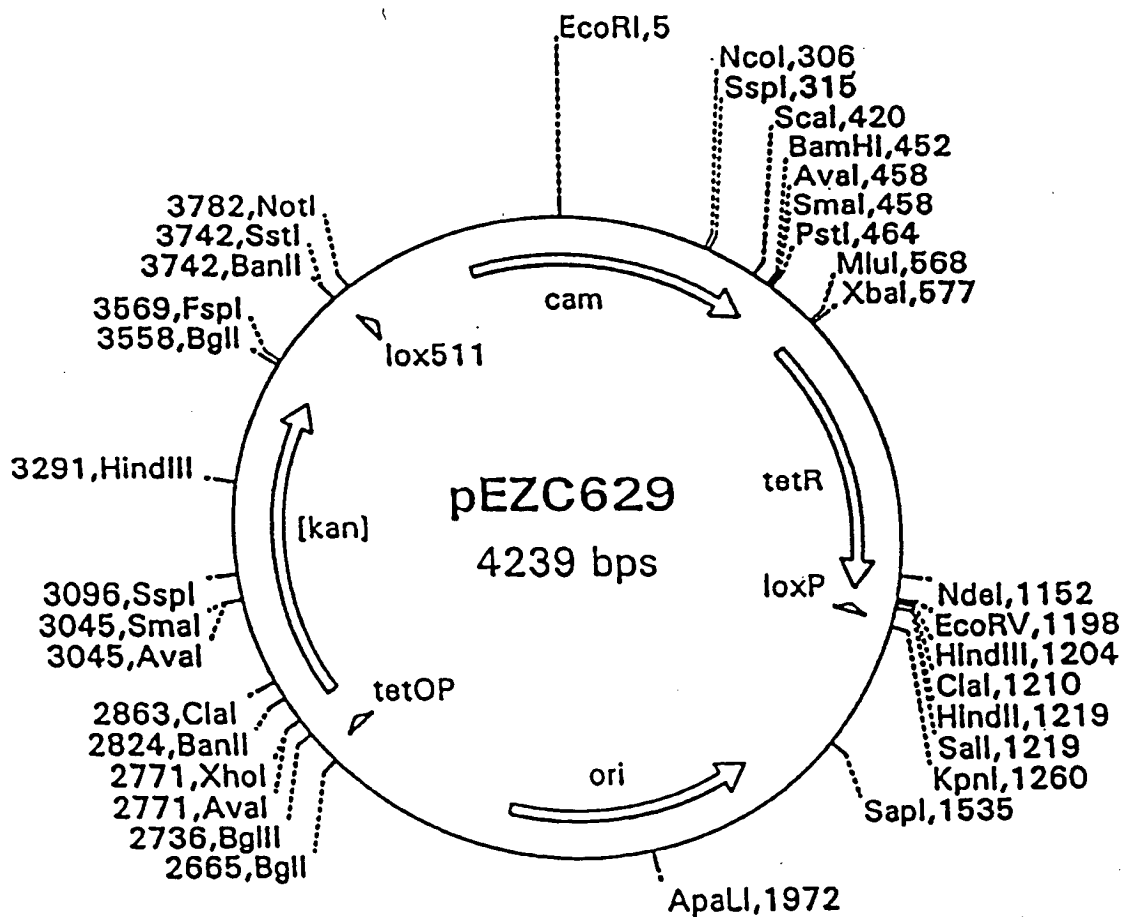 EcoRI,5
NcoI,306
SspI,315
ScaI,420
BamHI,452
AvaI,458
SmaI,458
PstI,464
MluI,568
XbaI,577
3782,NotI
3742,SstI
3742,BanII
3569,FspI
3558,BglI
cam
lox511
3291,HindIII
[kan]
pEZC629
4239 bps
tetR
loxP
3096,SspI
3045,SmaI
3045,AvaI
NdeI,1152
EcoRV,1198
HindIII,1204
ClaI,1210
HindII,1219
SalI,1219
KpnI,1260
SapI,1535
tetOP
2863,ClaI
2824,BanII
2771,XhoI
2771,AvaI
2736,BglII
2665,BglI
ori
ApaLI,1972